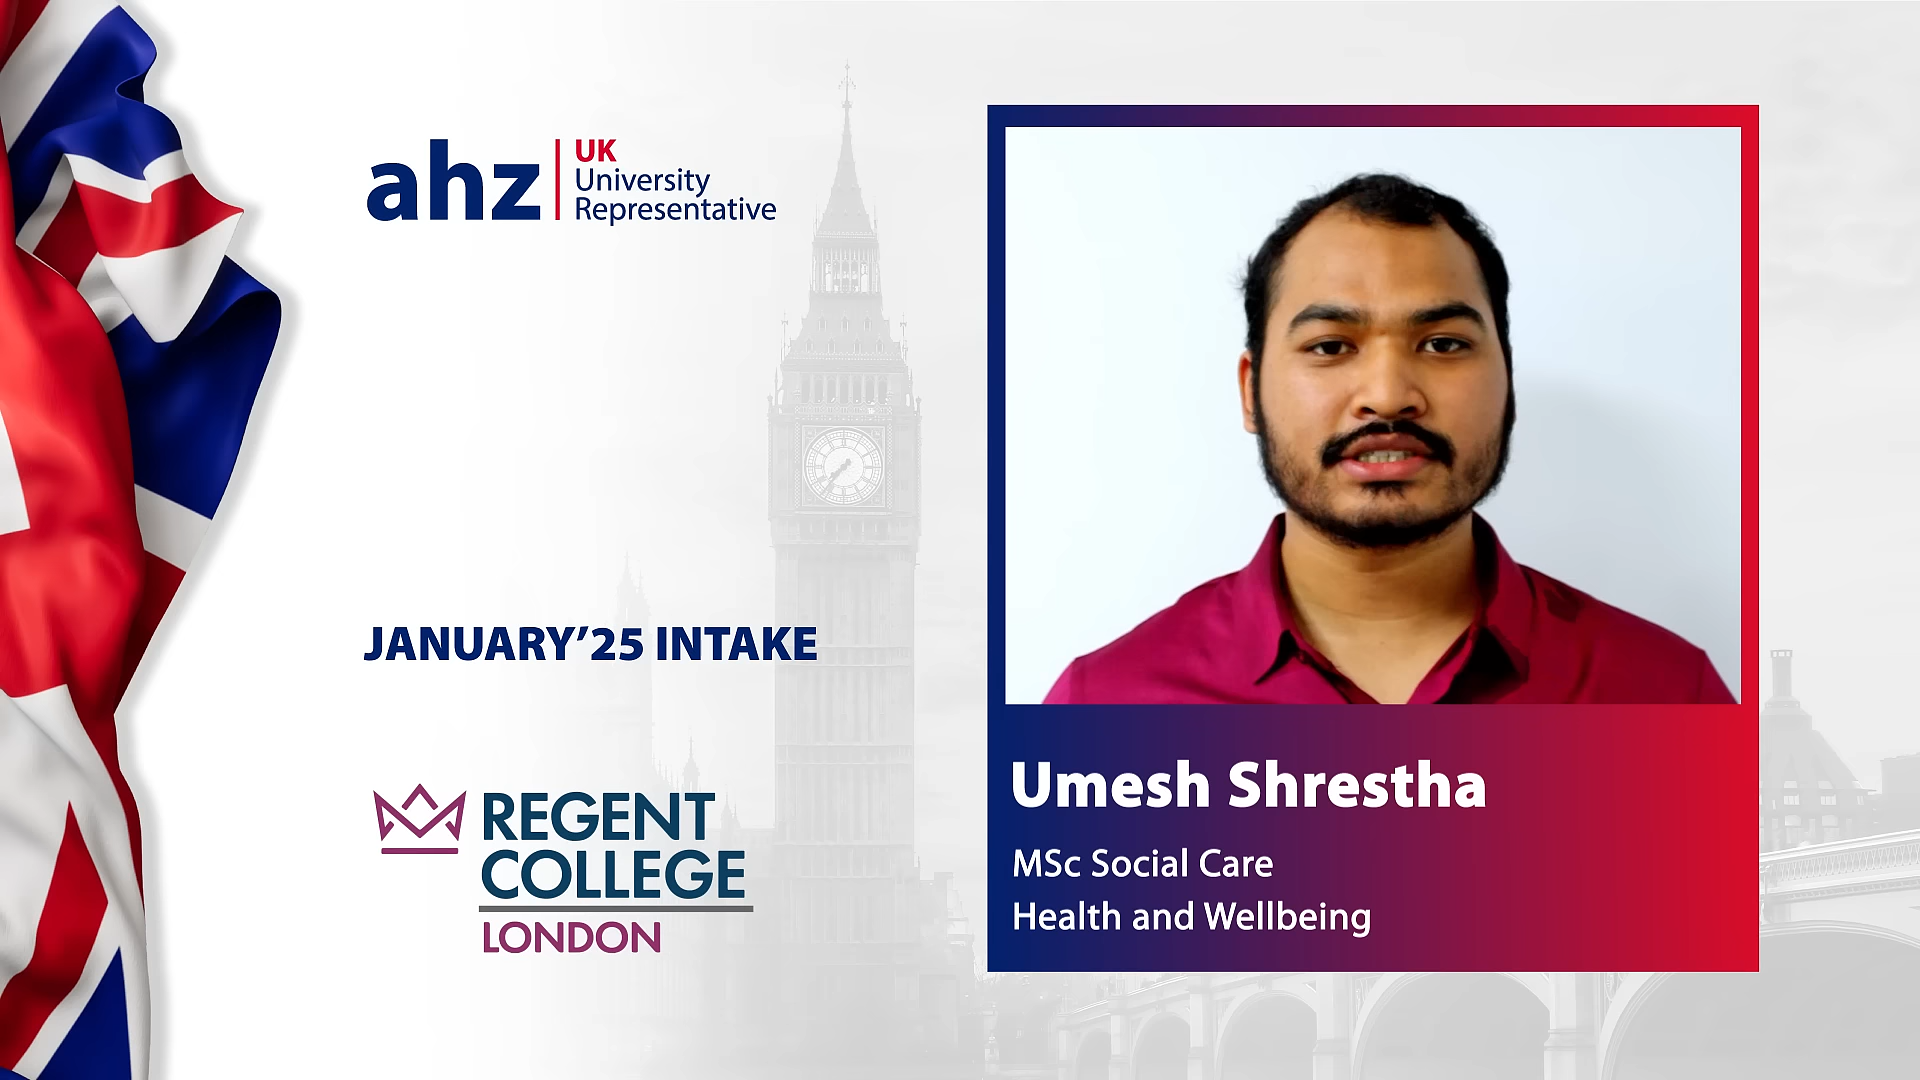 ahz
UK
University
Representative
JANUARY’25 INTAKE
REGENT
COLLEGE
LONDON
Umesh Shrestha
MSc Social Care
Health and Wellbeing